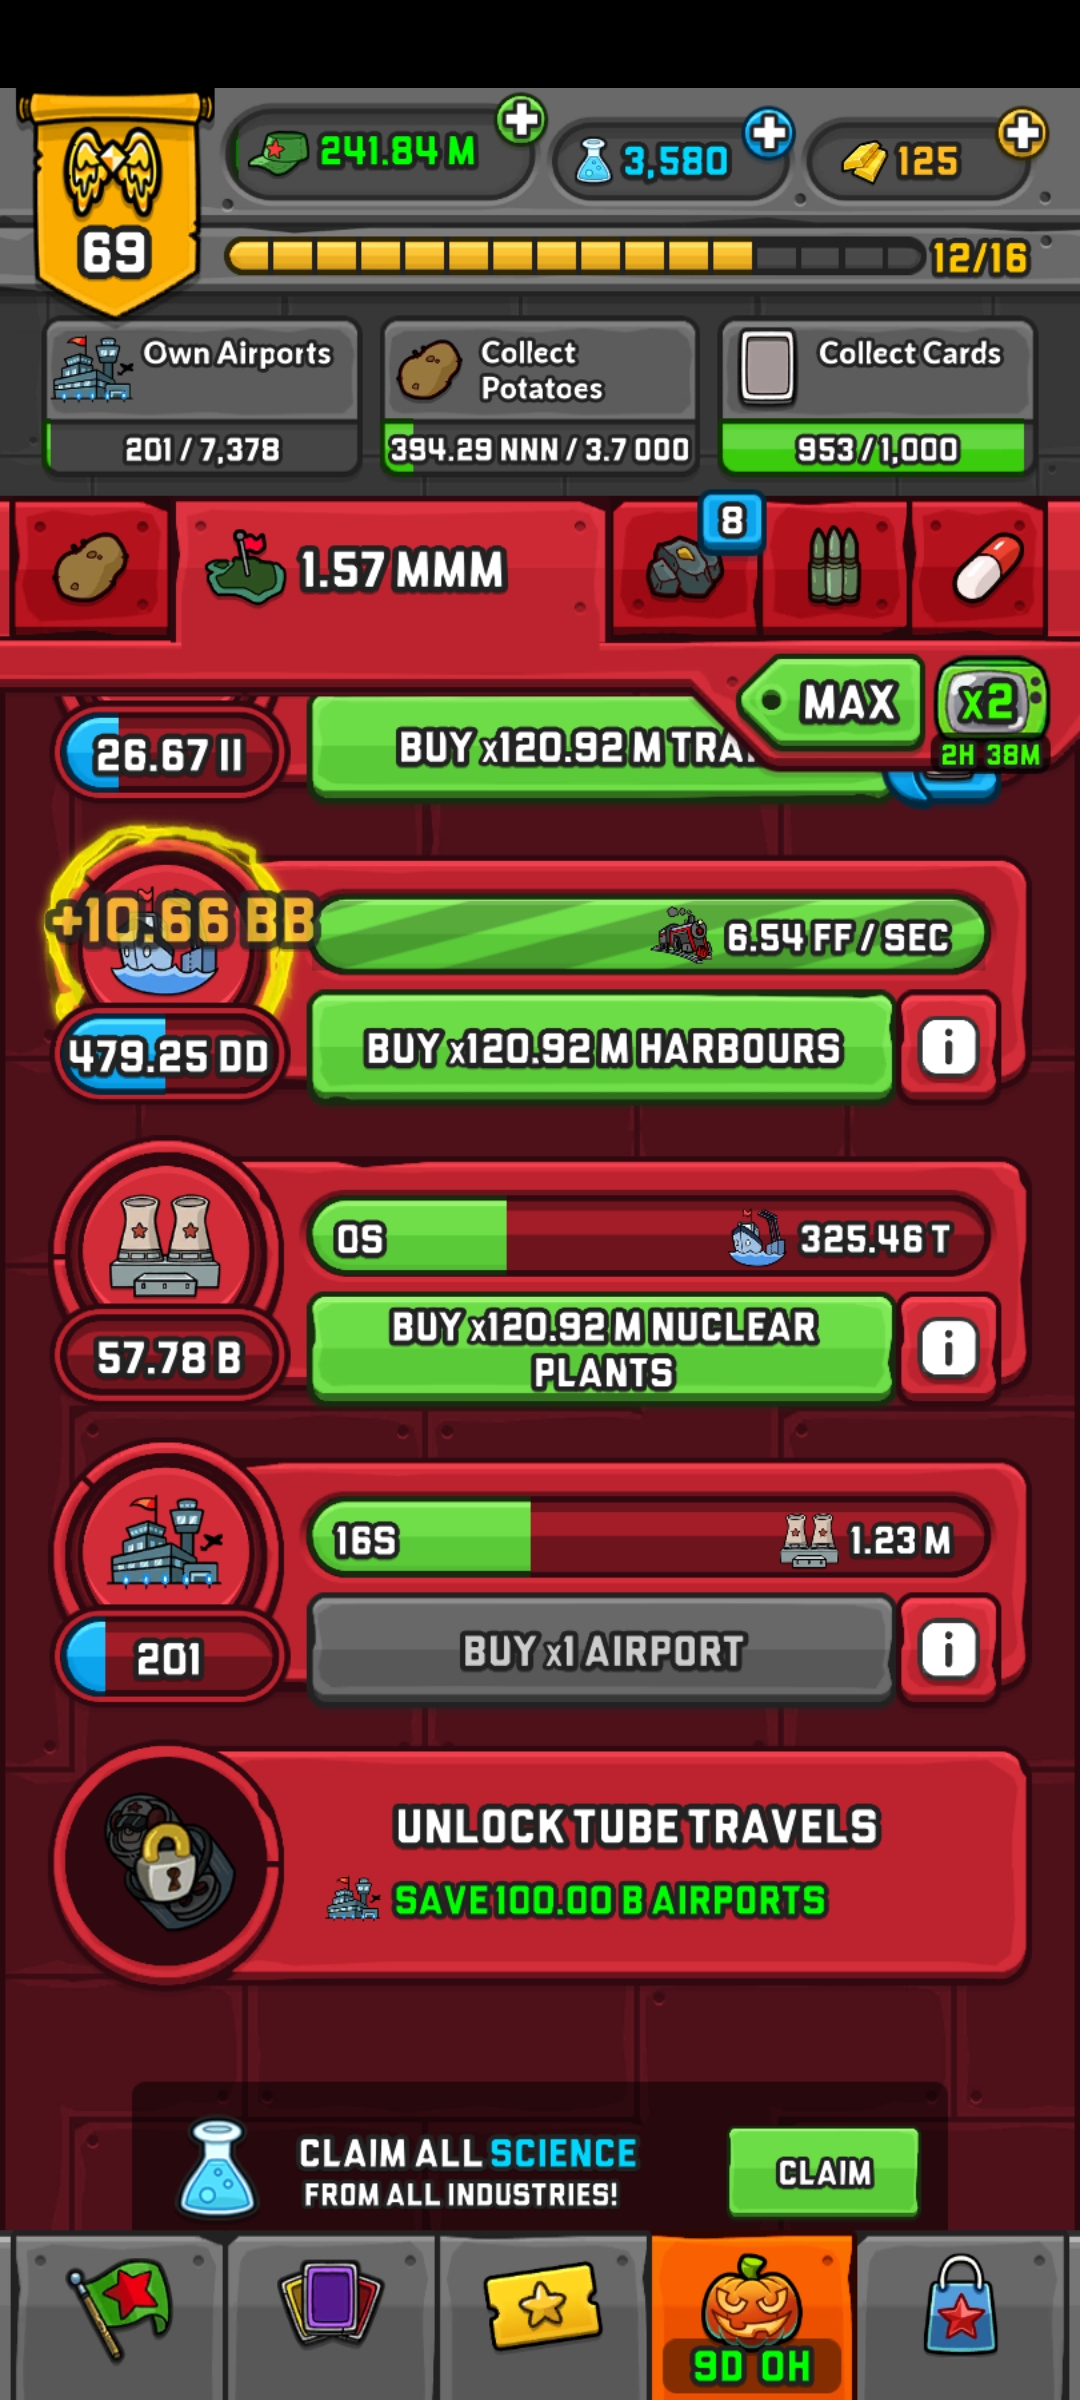 241.84 M
3,580
125
69
12/16
Own Airports
201 / 7,378
Collect
Potatoes
394.29 NNN / 3.7 OOO
Collect Cards
953 / 1,000
1.57 MMM
8
MAX
x2
2H 38M
26.67 II
BUY x120.92 M TRA
+10.66 BB
6.54 FF / SEC
479.25 DD
BUY x120.92 M HARBOURS
i
0S
325.46 T
57.78 B
BUY x120.92 M NUCLEAR
PLANTS
i
16S
1.23 M
201
BUY x1 AIRPORT
i
UNLOCK TUBE TRAVELS
SAVE 100.00 B AIRPORTS
CLAIM ALL SCIENCE
FROM ALL INDUSTRIES!
CLAIM
9D 0H